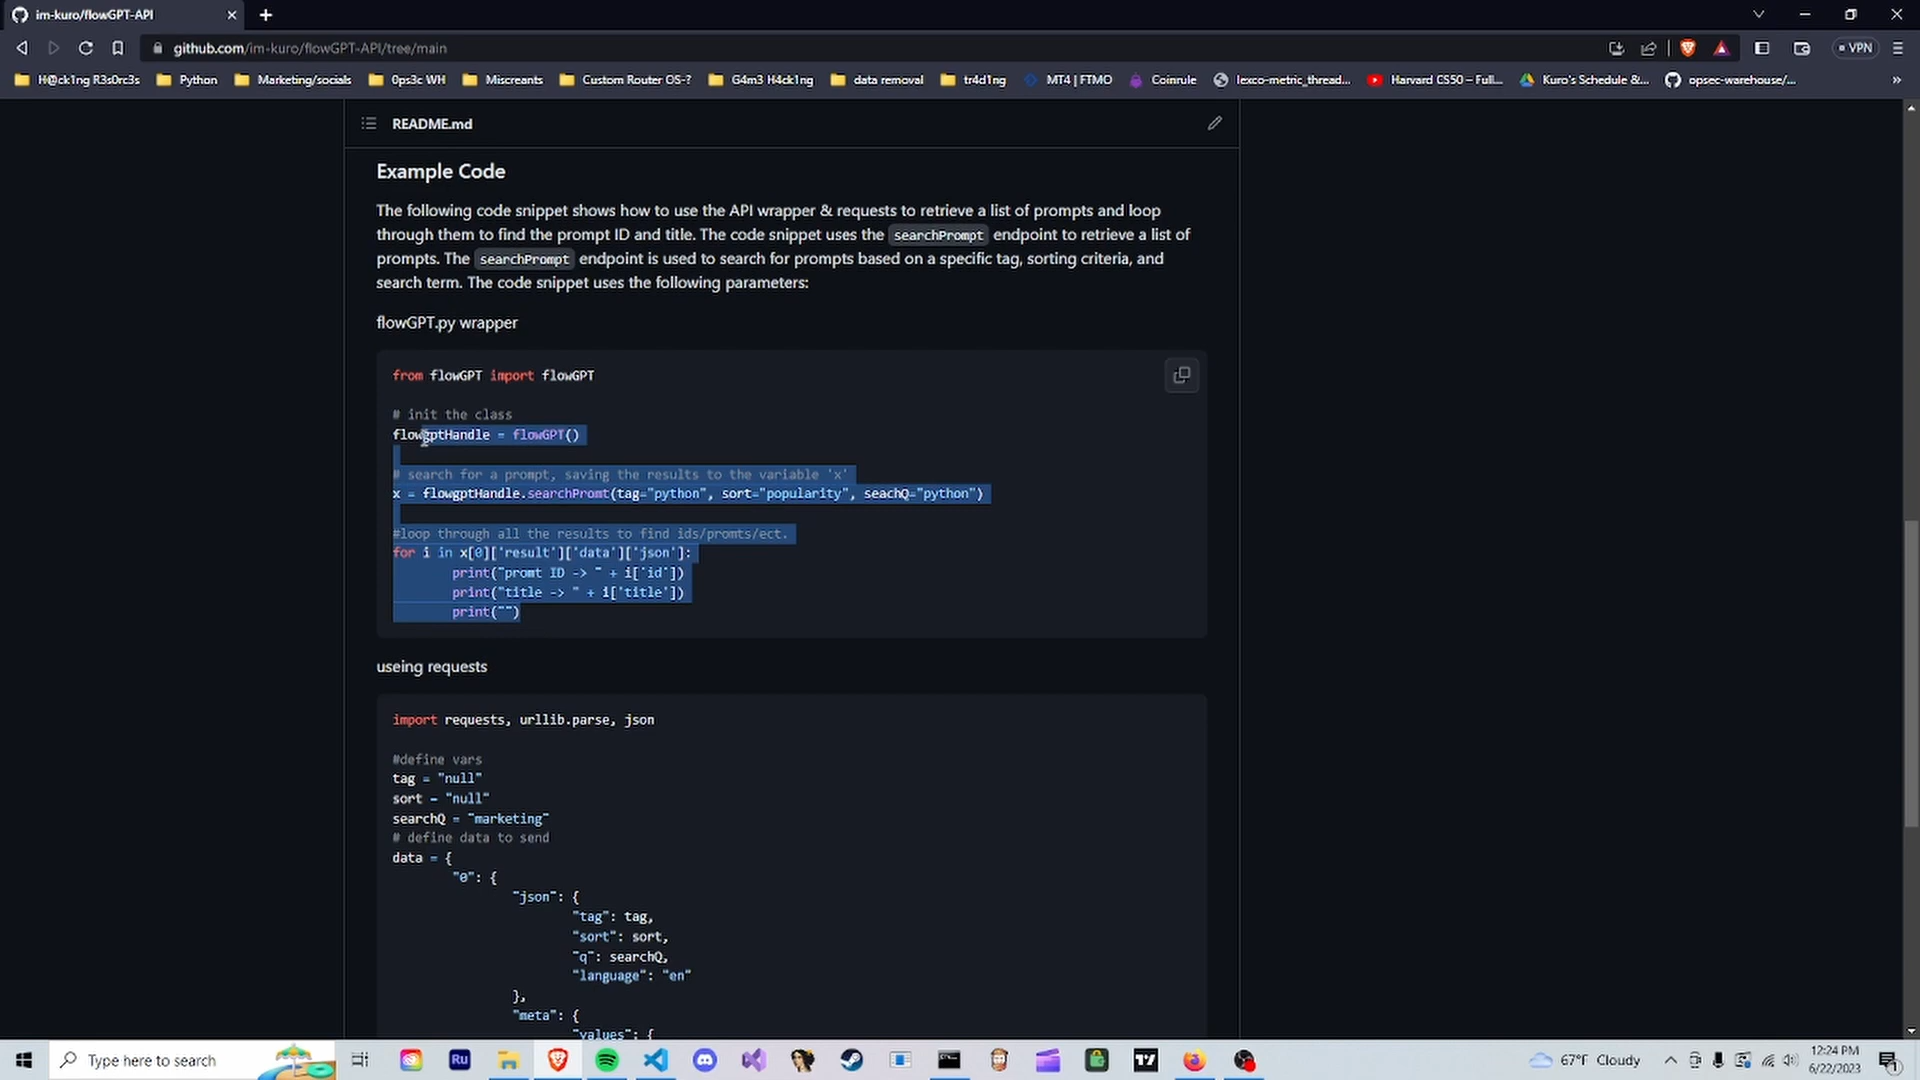 im-kuro/flowGPT-API
github.com/im-kuro/flowGPT-API/tree/main
VPN
H@ck1ng R3s0rc3s
Python
Marketing/socials
0ps3c WH
Miscreants
Custom Router OS-?
G4m3 H4ck1ng
data removal
tr4d1ng
MT4 | FTMO
Coinrule
lexco-metric_thread...
Harvard CS50 – Full...
Kuro's Schedule &...
opsec-warehouse/...
»
README.md
Example Code
The following code snippet shows how to use the API wrapper & requests to retrieve a list of prompts and loop
through them to find the prompt ID and title. The code snippet uses the searchPrompt endpoint to retrieve a list of
prompts. The searchPrompt endpoint is used to search for prompts based on a specific tag, sorting criteria, and
search term. The code snippet uses the following parameters:
flowGPT.py wrapper
from flowGPT import flowGPT
# init the class
flowgptHandle = flowGPT()
# search for a prompt, saving the results to the variable 'x'
x = flowgptHandle.searchPromt(tag="python", sort="popularity", seachQ="python")
#loop through all the results to find ids/promts/ect.
for i in x[0]['result']['data']['json']:
print("promt ID -> " + i['id'])
print("title -> " + i['title'])
print("")
useing requests
import requests, urllib.parse, json
#define vars
tag = "null"
sort = "null"
searchQ = "marketing"
# define data to send
data = {
"0": {
"json": {
"tag": tag,
"sort": sort,
"q": searchQ,
"language": "en"
},
"meta": {
"values": {
Type here to search
Ru
67°F Cloudy
12:24 PM
6/22/2023
1